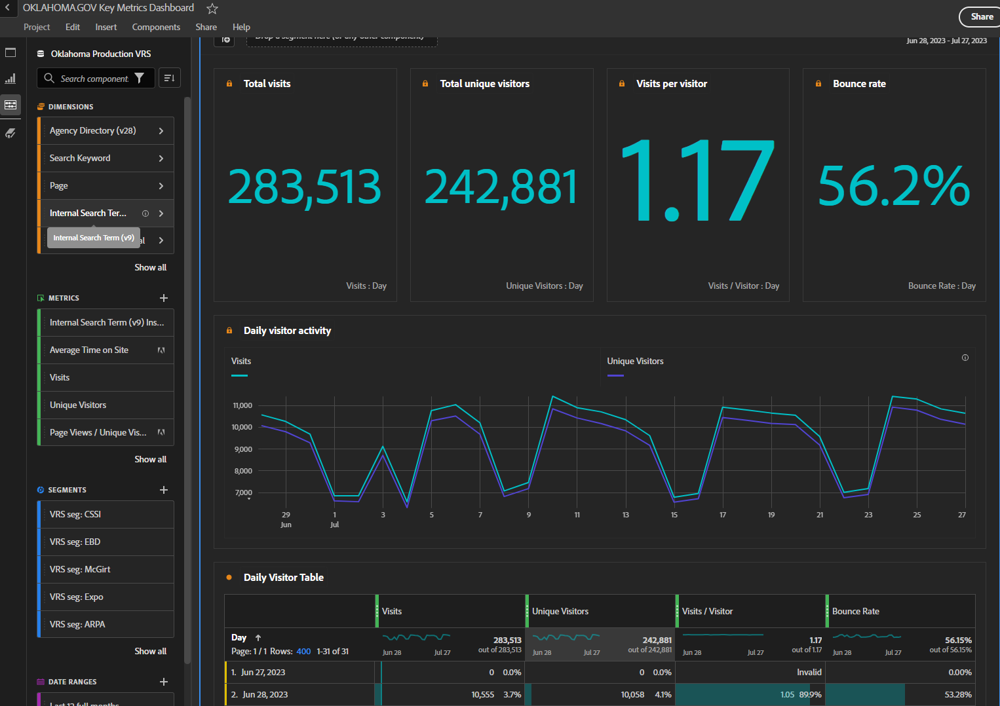 OKLAHOMA.GOV Key Metrics Dashboard
Share
Project Edit Insert Components Share Help
Drop a segment here (or any other component)
Jun 28, 2023 - Jul 27, 2023
Oklahoma Production VRS
Search component
DIMENSIONS
Agency Directory (v28)
Search Keyword
Page
Internal Search Ter...
Internal Search Term (v9)
Show all
METRICS
Internal Search Term (v9) Ins...
Average Time on Site
Visits
Unique Visitors
Page Views / Unique Vis...
Show all
SEGMENTS
VRS seg: CSSI
VRS seg: EBD
VRS seg: McGirt
VRS seg: Expo
VRS seg: ARPA
Show all
DATE RANGES
Last 12 full months
Total visits
283,513
Visits : Day
Total unique visitors
242,881
Unique Visitors : Day
Visits per visitor
1.17
Visits / Visitor : Day
Bounce rate
56.2%
Bounce Rate : Day
Daily visitor activity
Visits
Unique Visitors
11,000
10,000
9,000
8,000
7,000
29 1 3 5 7 9 11 13 15 17 19 21 23 25 27
Jun Jul
Daily Visitor Table
Visits Unique Visitors Visits / Visitor Bounce Rate
Day
Page: 1 / 1 Rows: 400 1-31 of 31
Jun 28 Jul 27 283,513
out of 283,513
Jun 28 Jul 27 242,881
out of 242,881
Jun 28 Jul 27 1.17
out of 1.17
Jun 28 Jul 27 56.15%
out of 56.15%
1. Jun 27, 2023 0 0.0% 0 0.0% Invalid 0.00%
2. Jun 28, 2023 10,555 3.7% 10,058 4.1% 1.05 89.9% 53.28%